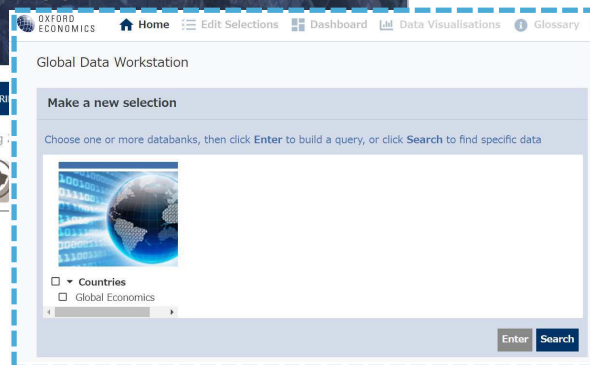 OXFORD
ECONOMICS
Home Edit Selections Dashboard Data Visualisations Glossary
Global Data Workstation
Make a new selection
Choose one or more databanks, then click Enter to build a query, or click Search to find specific data
Countries
Global Economics
Enter Search